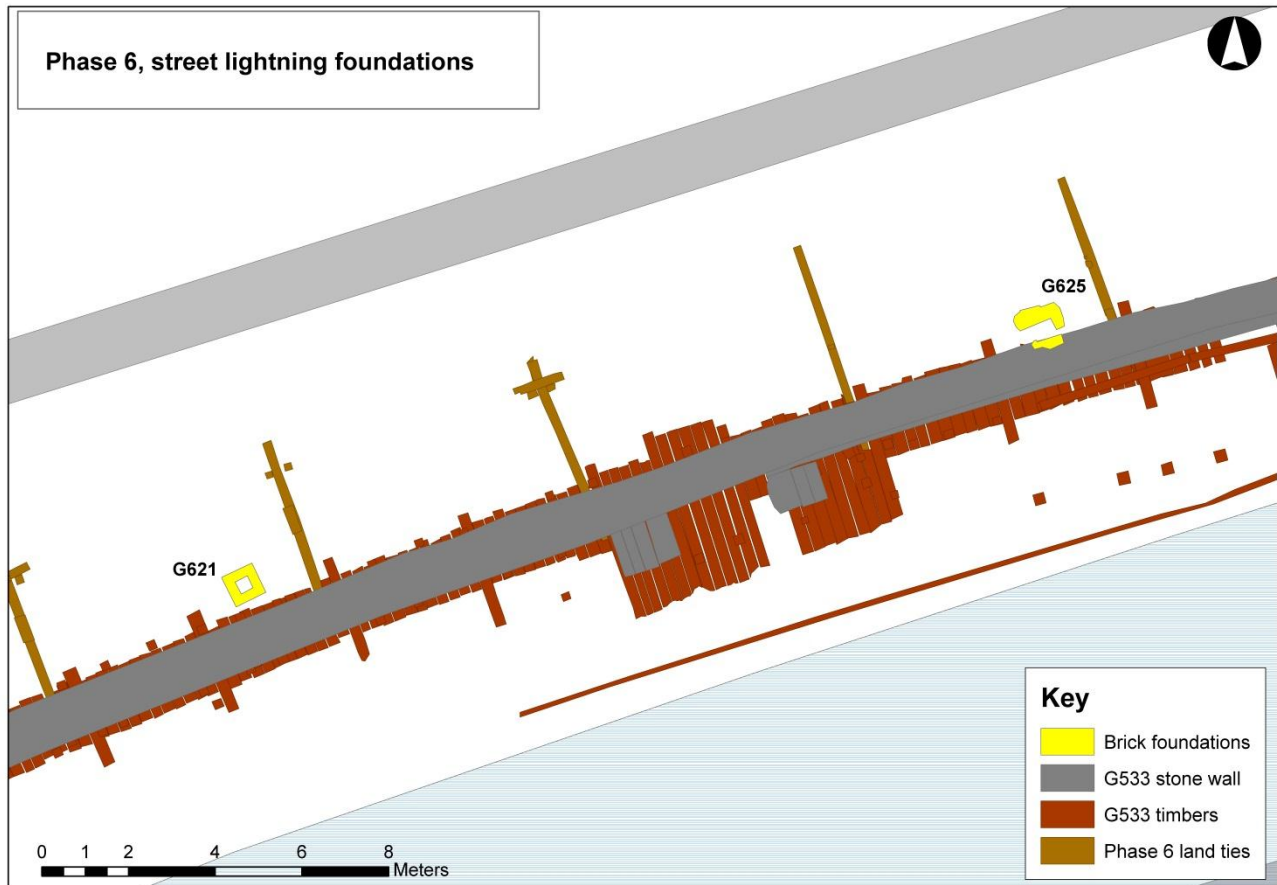 Phase 6, street lightning foundations
G625
G621
Key
Brick foundations
G533 stone wall
G533 timbers
Phase 6 land ties
0 1 2 4 6 8
Meters